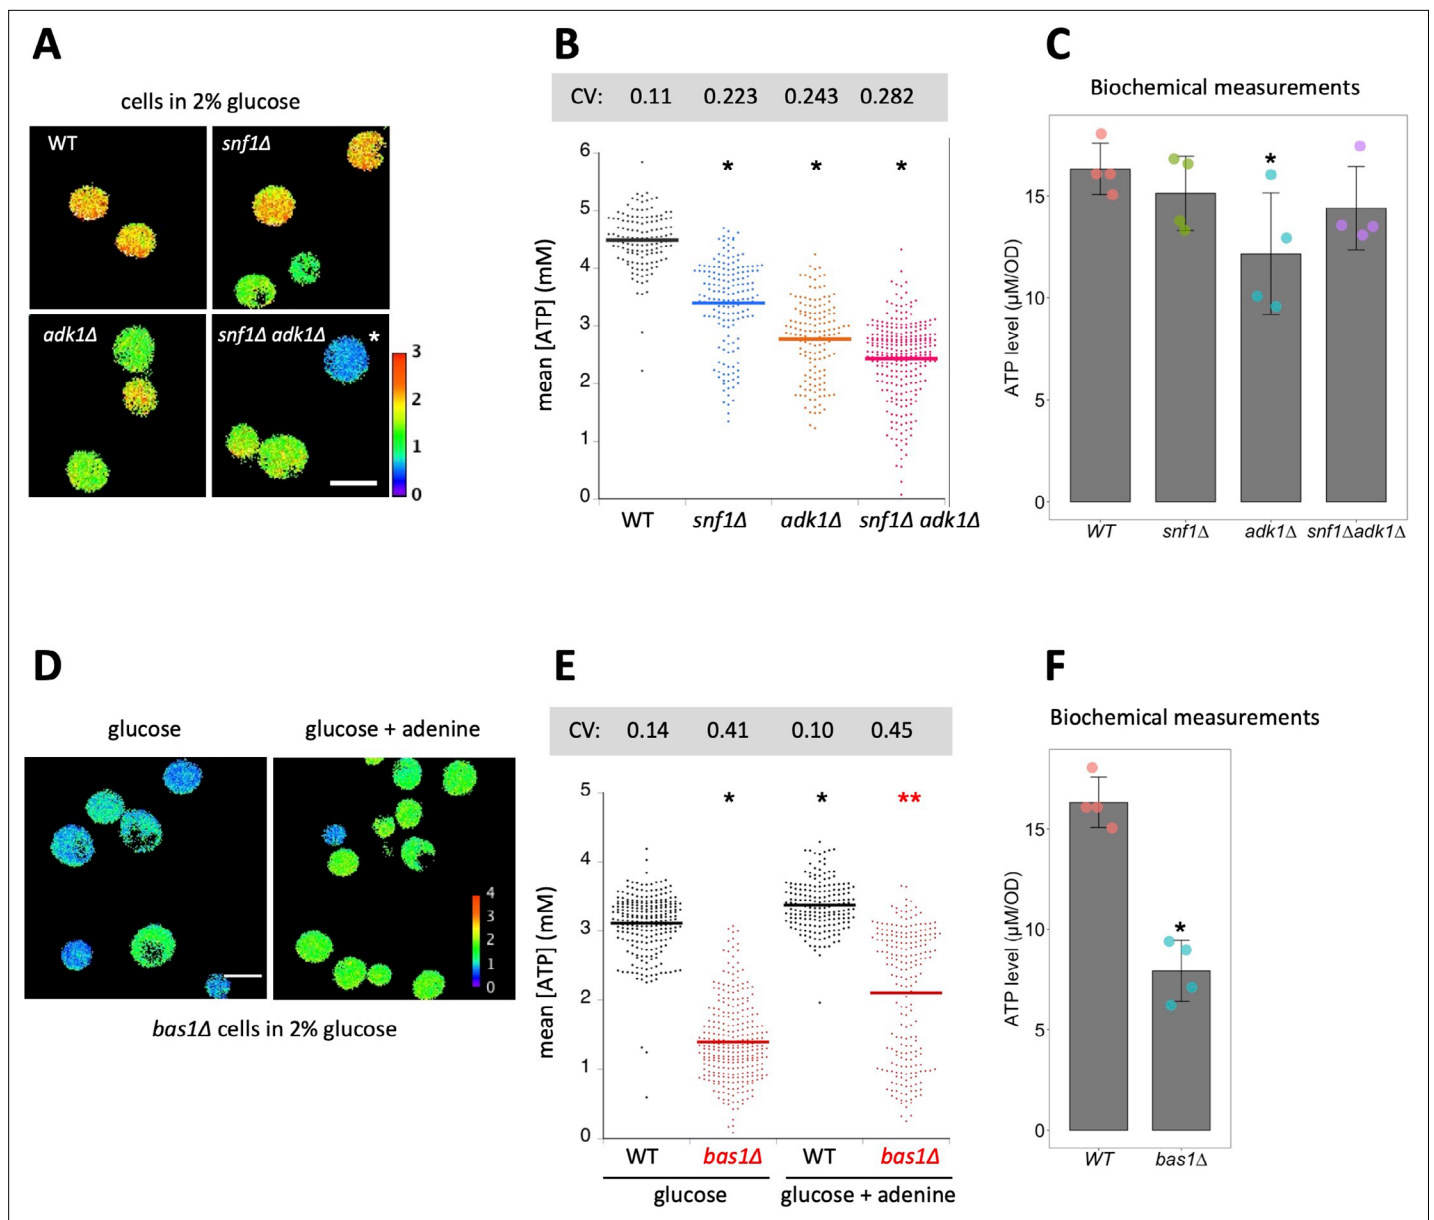 A
cells in 2% glucose
WT
snf1Δ
adk1Δ
snf1Δ adk1Δ
*
3
2
1
0
B
CV: 0.11 0.223 0.243 0.282
* * *
mean [ATP] (mM)
6
5
4
3
2
1
0
WT snf1Δ adk1Δ snf1Δ adk1Δ
C
Biochemical measurements
*
ATP level (µM/OD)
15
10
5
0
WT snf1Δ adk1Δ snf1Δadk1Δ
D
glucose
glucose + adenine
4
3
2
1
0
bas1Δ cells in 2% glucose
E
CV: 0.14 0.41 0.10 0.45
* * **
mean [ATP] (mM)
5
4
3
2
1
0
WT bas1Δ WT bas1Δ
glucose glucose + adenine
F
Biochemical measurements
*
ATP level (µM/OD)
15
10
5
0
WT bas1Δ